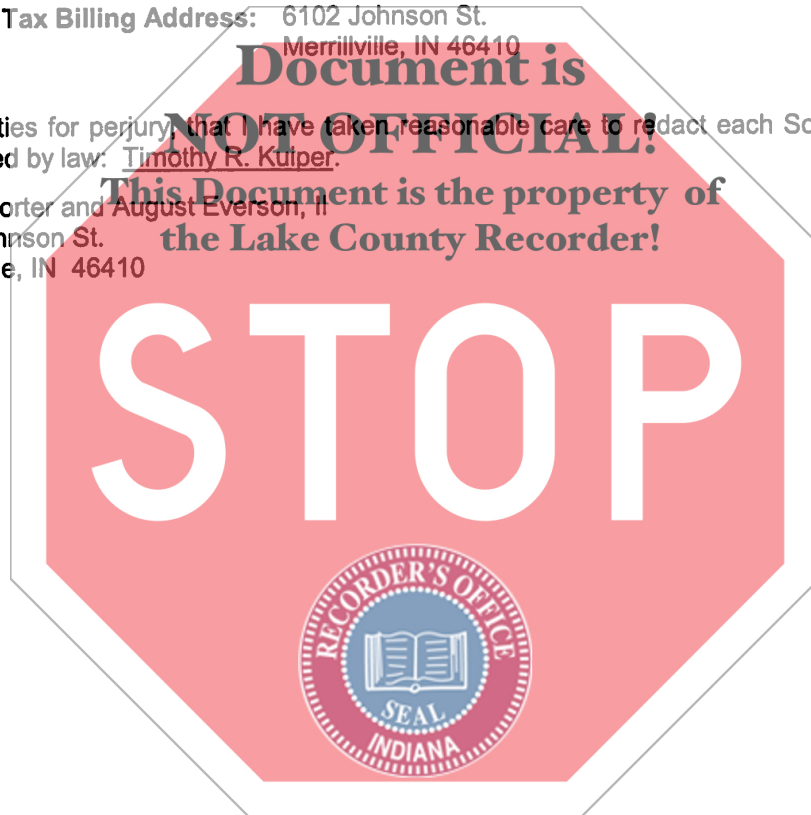 Tax Billing Address: 6102 Johnson St.
Merrillville, IN 46410
Document is
NOT OFFICIAL!
This Document is the property of
the Lake County Recorder!
ties for perjury, that I have taken reasonable care to redact each So
ed by law: Timothy R. Kuiper.
orter and August Everson, II
nnson St.
e, IN 46410
STOP
RECORDER'S OFFICE
SEAL
INDIANA